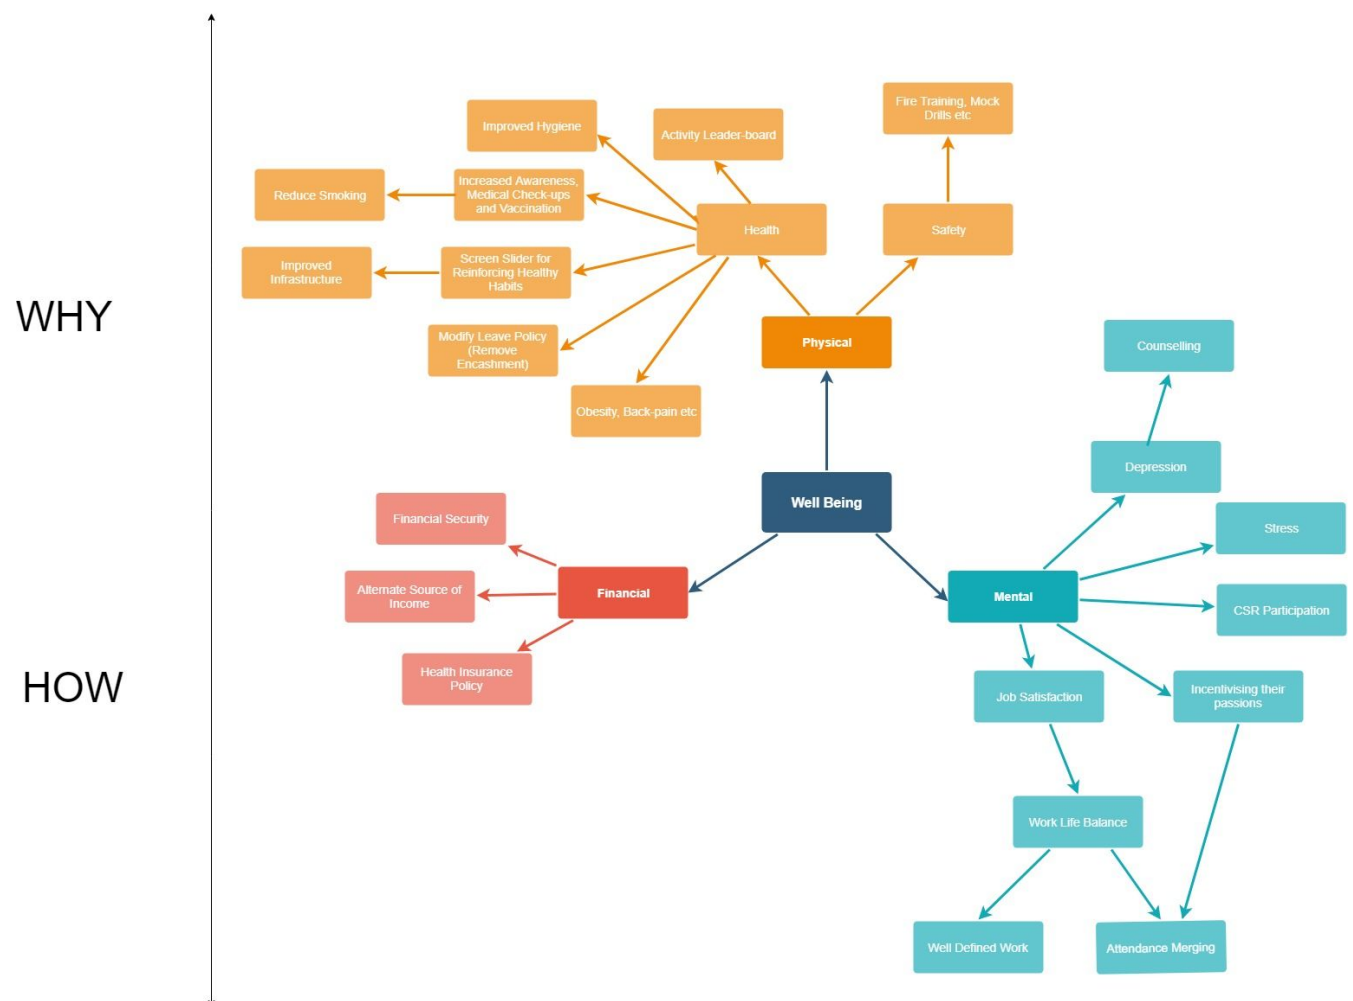 Fire Training, Mock
Drills etc
Improved Hygiene
Activity Leader-board
Reduce Smoking
Increased Awareness,
Medical Check-ups
and Vaccination
Health
Safety
Improved
Infrastructure
Screen Slider for
Reinforcing Healthy
Habits
WHY
Modify Leave Policy
(Remove
Encashment)
Physical
Counselling
Obesity, Back-pain etc
Depression
Well Being
Financial Security
Stress
Alternate Source of
Income
Financial
Mental
CSR Participation
Health Insurance
Policy
HOW
Job Satisfaction
Incentivising their
passions
Work Life Balance
Well Defined Work
Attendance Merging